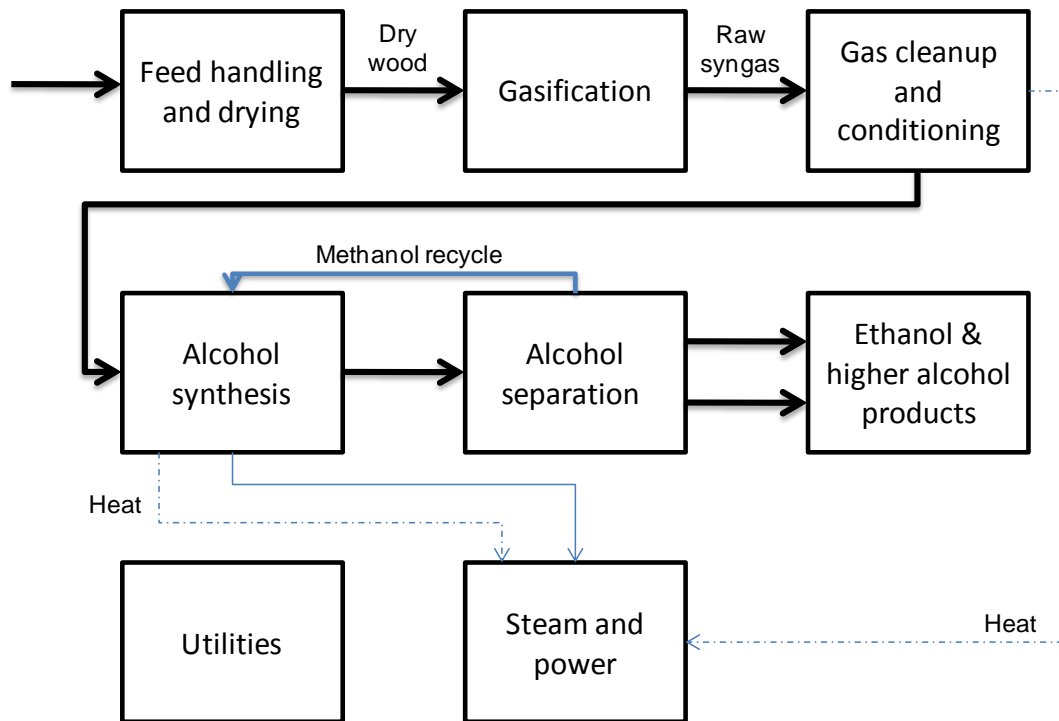 Dry
wood
Raw
syngas
Feed handling
and drying
Gasification
Gas cleanup
and
conditioning
Methanol recycle
Alcohol
synthesis
Alcohol
separation
Ethanol &
higher alcohol
products
Heat
Utilities
Steam and
power
Heat